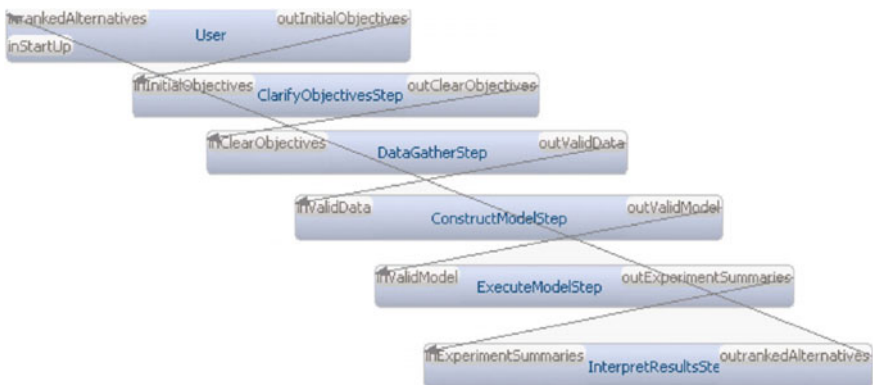 inrankedAlternatives User outInitialObjectives
inStartUp
inInitialObjectives ClarifyObjectivesStep outClearObjectives
inClearObjectives DataGatherStep outValidData
inValidData ConstructModelStep outValidModel
inValidModel ExecuteModelStep outExperimentSummaries
inExperimentSummaries InterpretResultsSte outrankedAlternatives